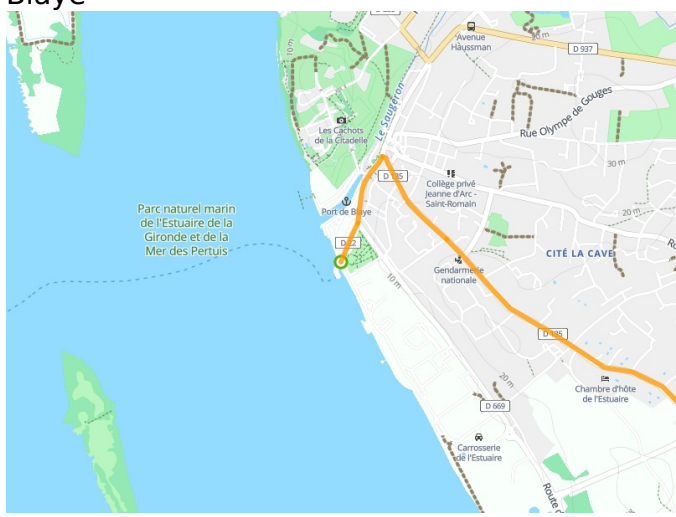 Blaye
10 m
Avenue
Haussman
D 937
Le Saugeron
Rue Olympe de Gouges
Les Cachots
de la Citadelle
30 m
D 135
Collège privé
Jeanne d'Arc -
Saint-Romain
Port de Blaye
20 m
Parc naturel marin
de l'Estuaire de la
Gironde et de la
Mer des Pertuis
D 22
CITÉ LA CAVE
10 m
Gendarmerie
nationale
D 135
20 m
Chambre d'hôte
de l'Estuaire
D 669
Carrosserie
de l'Estuaire